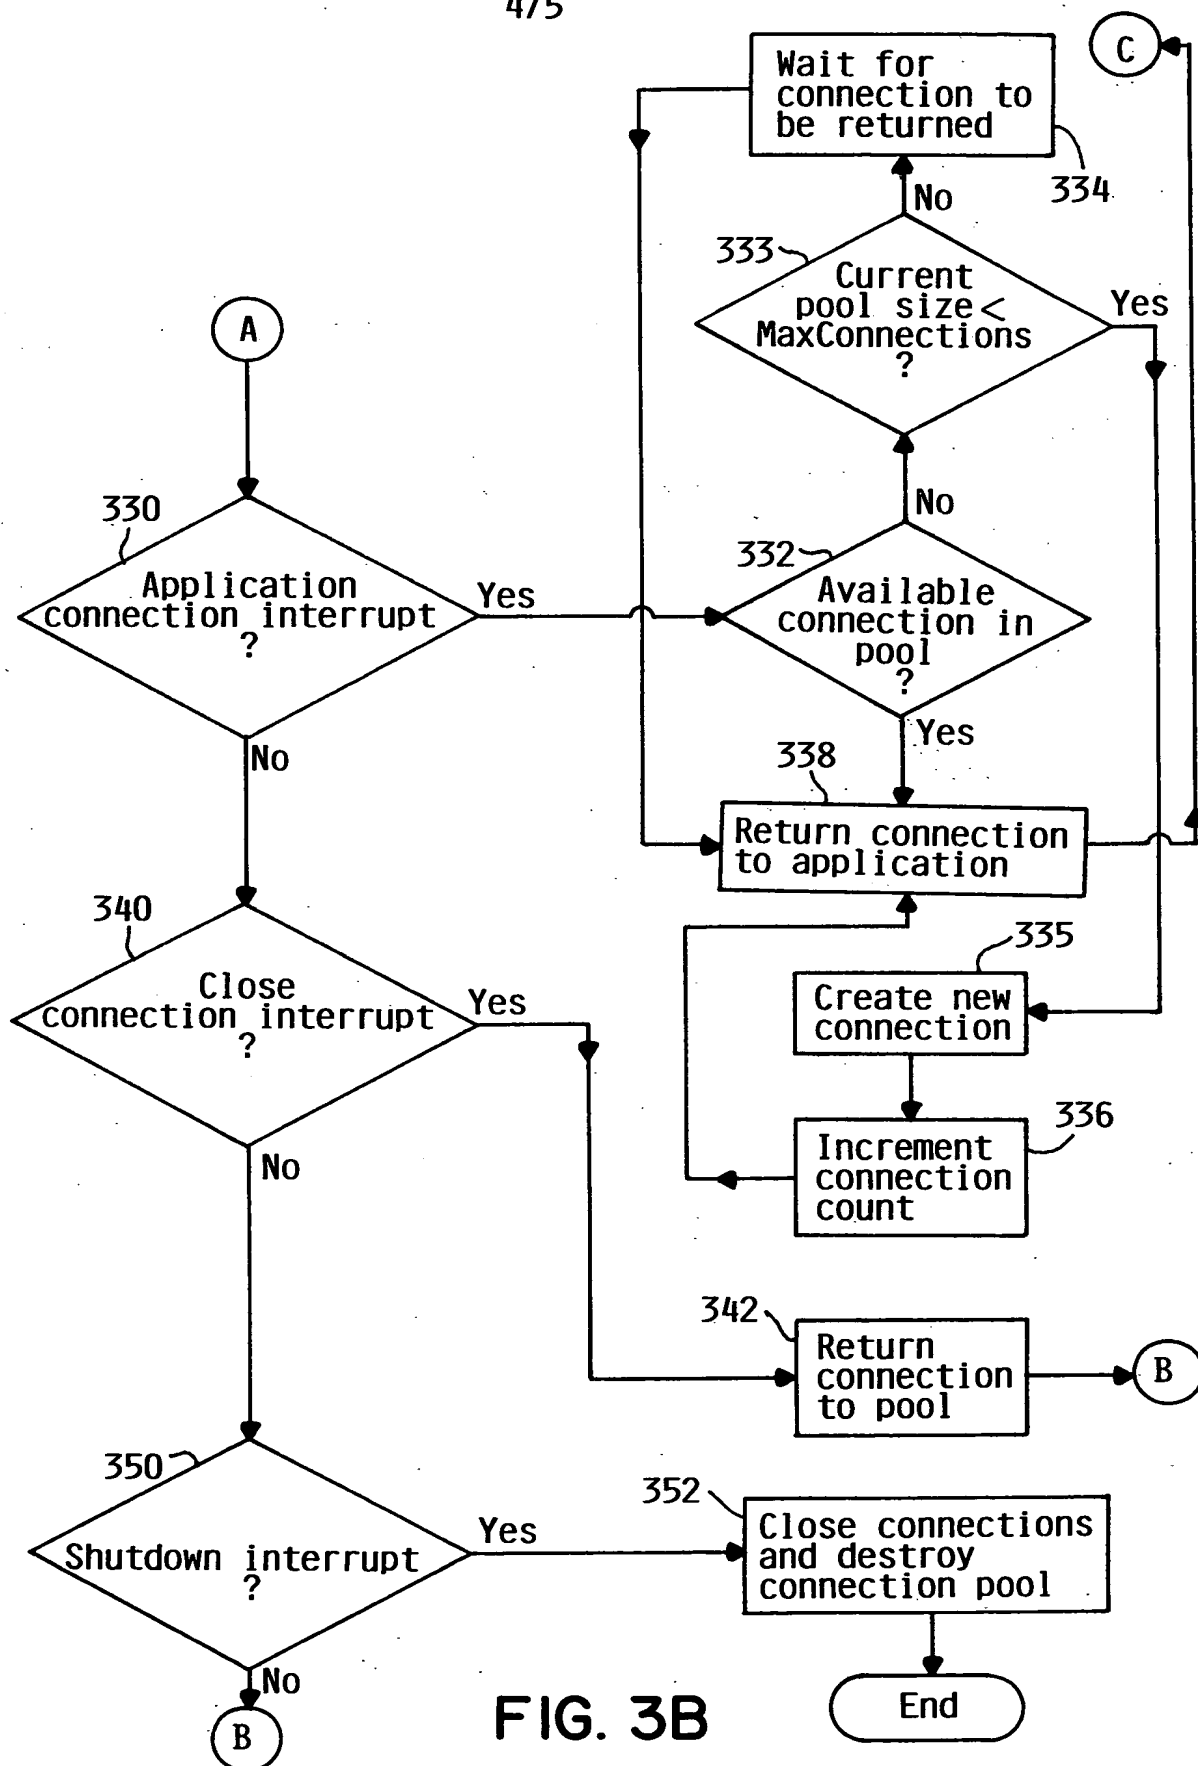 4/5
Wait for
connection to
be returned
C
334
No
333
Current
pool size<
MaxConnections
?
Yes
A
No
330
332
Application
connection interrupt
?
Yes
Available
connection in
pool
?
No
Yes
338
Return connection
to application
340
335
Close
connection interrupt
?
Yes
Create new
connection
336
Increment
connection
count
No
342
Return
connection
to pool
B
350
352
Shutdown interrupt
?
Yes
Close connections
and destroy
connection pool
No
B
FIG. 3B
End